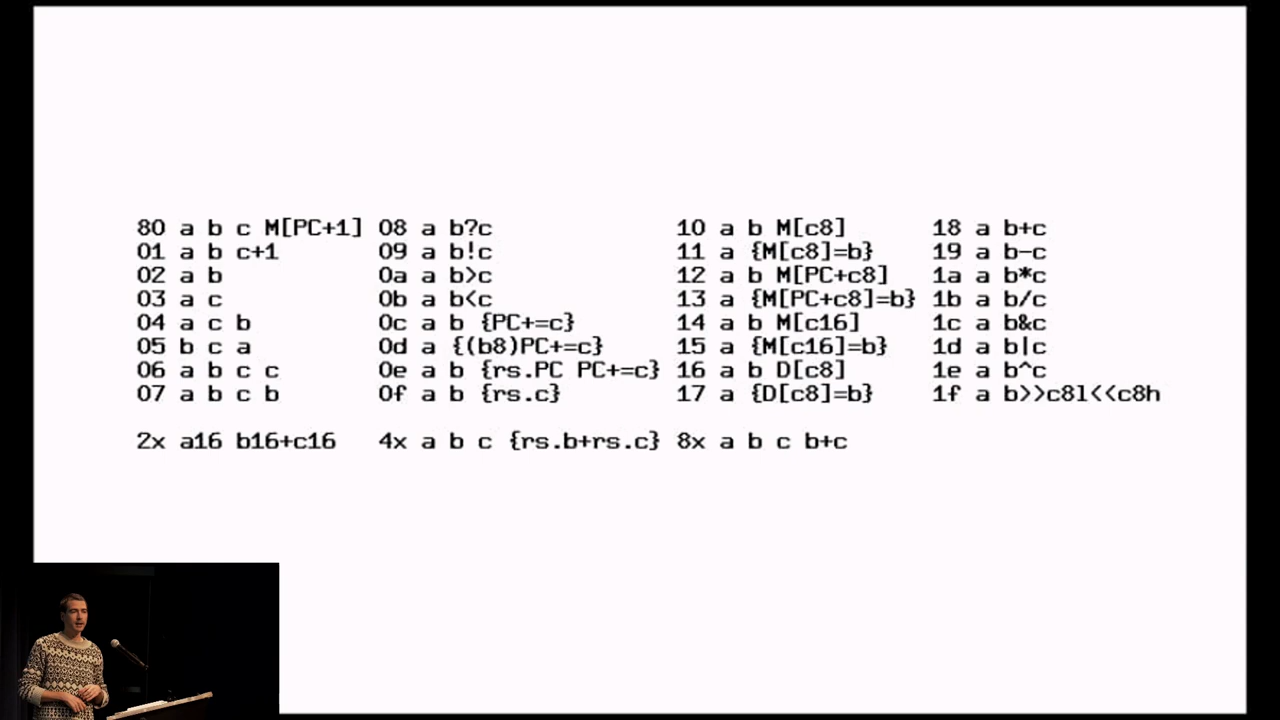 80 a b c M[PC+1] 08 a b?c 10 a b M[c8] 18 a b+c
01 a b c+1 09 a b!c 11 a {M[c8]=b} 19 a b-c
02 a b 0a a b>c 12 a b M[PC+c8] 1a a b*c
03 a c 0b a b<c 13 a {M[PC+c8]=b} 1b a b/c
04 a c b 0c a b {PC+=c} 14 a b M[c16] 1c a b&c
05 b c a 0d a {(b8)PC+=c} 15 a {M[c16]=b} 1d a b|c
06 a b c c 0e a b {rs.PC PC+=c} 16 a b D[c8] 1e a b^c
07 a b c b 0f a b {rs.c} 17 a {D[c8]=b} 1f a b>>c8l<<c8h
2x a16 b16+c16 4x a b c {rs.b+rs.c} 8x a b c b+c